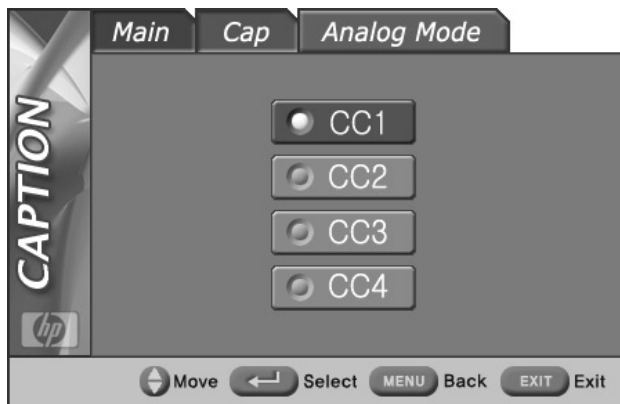 Main Cap Analog Mode
CAPTION
CC1
CC2
CC3
CC4
hp
Move Select MENU Back EXIT Exit